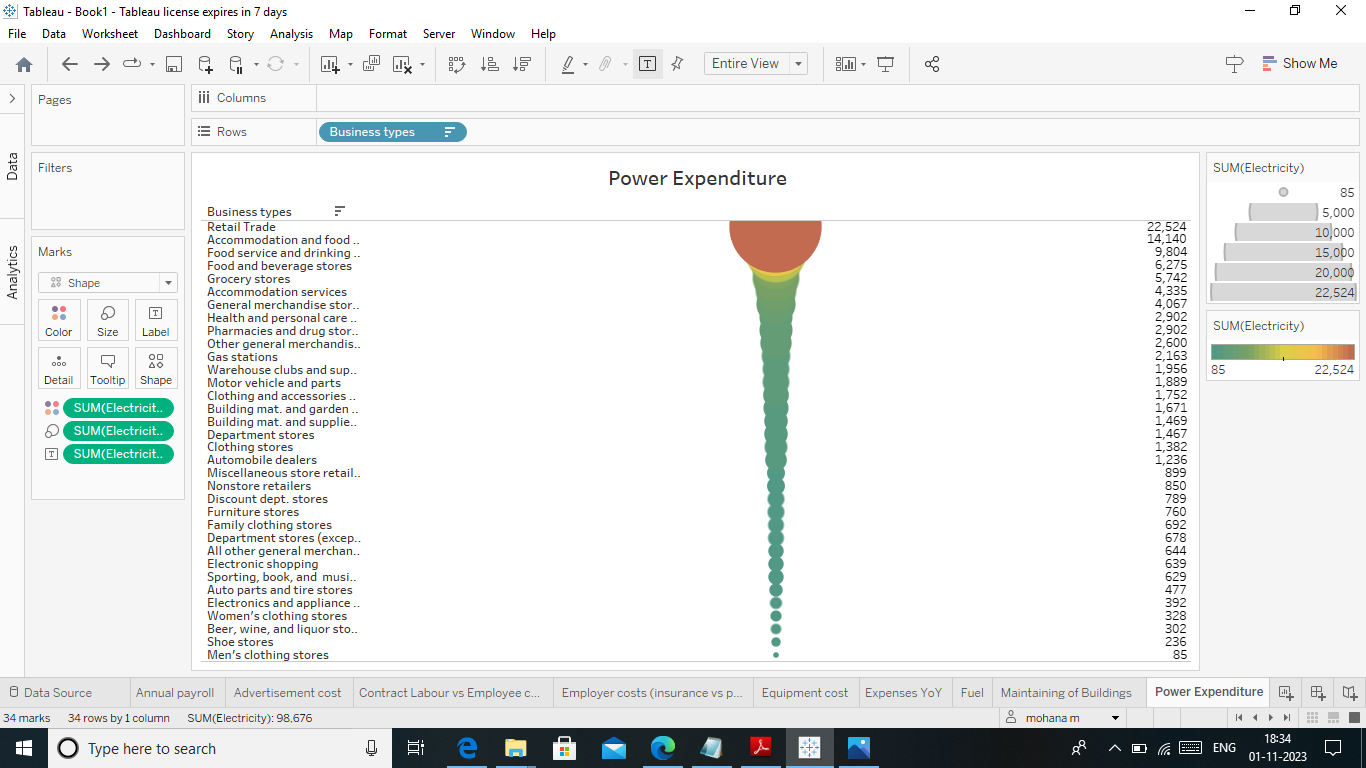 Tableau - Book1 - Tableau license expires in 7 days
File Data Worksheet Dashboard Story Analysis Map Format Server Window Help
Entire View
Show Me
Pages
Columns
Rows Business types
Filters
Data
Analytics
Marks
Shape
Color Size Label
Detail Tooltip Shape
SUM(Electricit..
SUM(Electricit..
T SUM(Electricit..
Power Expenditure
Business types
Retail Trade 22,524
Accommodation and food .. 14,140
Food service and drinking .. 9,804
Food and beverage stores 6,275
Grocery stores 5,742
Accommodation services 4,335
General merchandise stor.. 4,067
Health and personal care .. 2,902
Pharmacies and drug stor.. 2,902
Other general merchandis.. 2,600
Gas stations 2,163
Warehouse clubs and sup.. 1,956
Motor vehicle and parts 1,889
Clothing and accessories .. 1,752
Building mat. and garden .. 1,671
Building mat. and supplie.. 1,469
Department stores 1,467
Clothing stores 1,382
Automobile dealers 1,236
Miscellaneous store retail.. 899
Nonstore retailers 850
Discount dept. stores 789
Furniture stores 760
Family clothing stores 692
Department stores (excep.. 678
All other general merchan.. 644
Electronic shopping 639
Sporting, book, and musi.. 629
Auto parts and tire stores 477
Electronics and appliance .. 392
Women's clothing stores 328
Beer, wine, and liquor sto.. 302
Shoe stores 236
Men's clothing stores 85
SUM(Electricity)
85
5,000
10,000
15,000
20,000
22,524
SUM(Electricity)
85 22,524
Data Source Annual payroll Advertisement cost Contract Labour vs Employee c... Employer costs (insurance vs p... Equipment cost Expenses YoY Fuel Maintaining of Buildings Power Expenditure
34 marks 34 rows by 1 column SUM(Electricity): 98,676 mohana m
Type here to search
ENG
18:34
01-11-2023